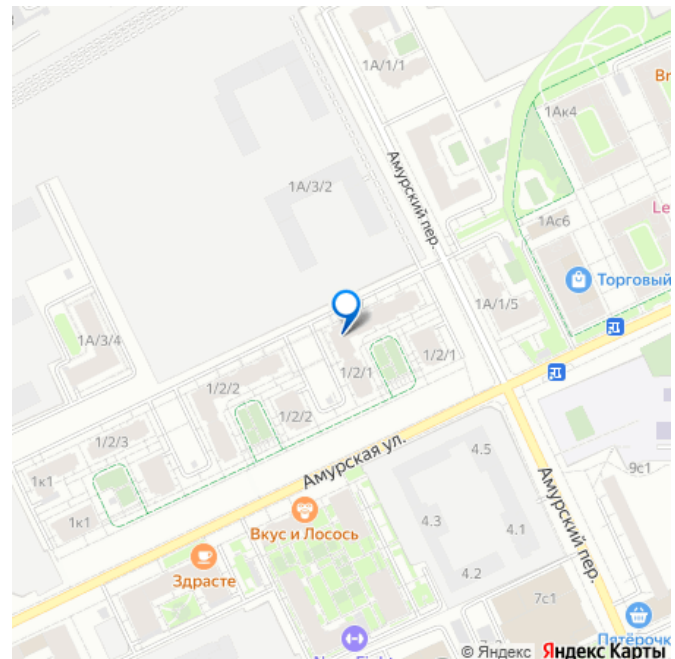 1А/1/1
Br
1Ак4
Амурский пер.
1А/3/2
Le
1Ас6
Торговый
1А/1/5
1А/3/4
1/2/1
1/2/1
1/2/2
1/2/2
1/2/3
1к1
1к1
Амурская ул.
4.5
9с1
4.3
4.1
Вкус и Лосось
Амурский пер.
Здрасте
4.2
7с1
Пятёрочк
© Яндекс Яндекс Карты